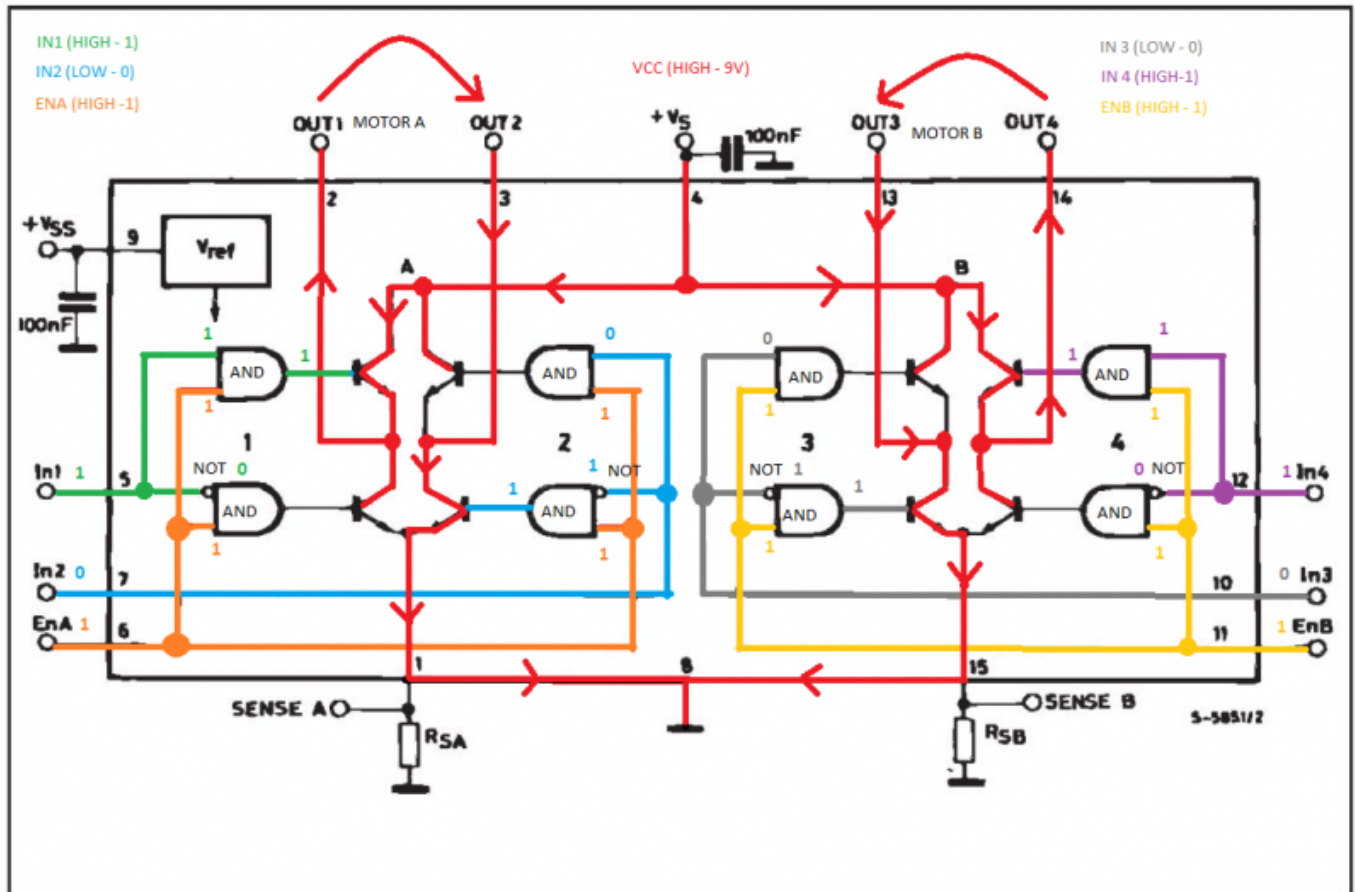 IN1 (HIGH - 1)
IN2 (LOW - 0)
ENA (HIGH -1)
VCC (HIGH - 9V)
IN 3 (LOW - 0)
IN 4 (HIGH-1)
ENB (HIGH - 1)
OUT1 MOTOR A OUT2
+VS
100nF
OUT3 MOTOR B OUT4
2 3 4 13 14
+VSS
9
Vref
A B
100nF
1 1 0 0 1 1
AND AND AND AND
1 1 1 1
1 2 3 4
In1 1 5
NOT 0 1 NOT NOT 1 0 NOT
12 1 In4
AND 1 AND AND 1 AND
1 1 1 1
In2 0 7
10 0 In3
EnA 1 6
11 1 EnB
1 8 15
SENSE A
SENSE B
S-5851/2
RSA
RSB